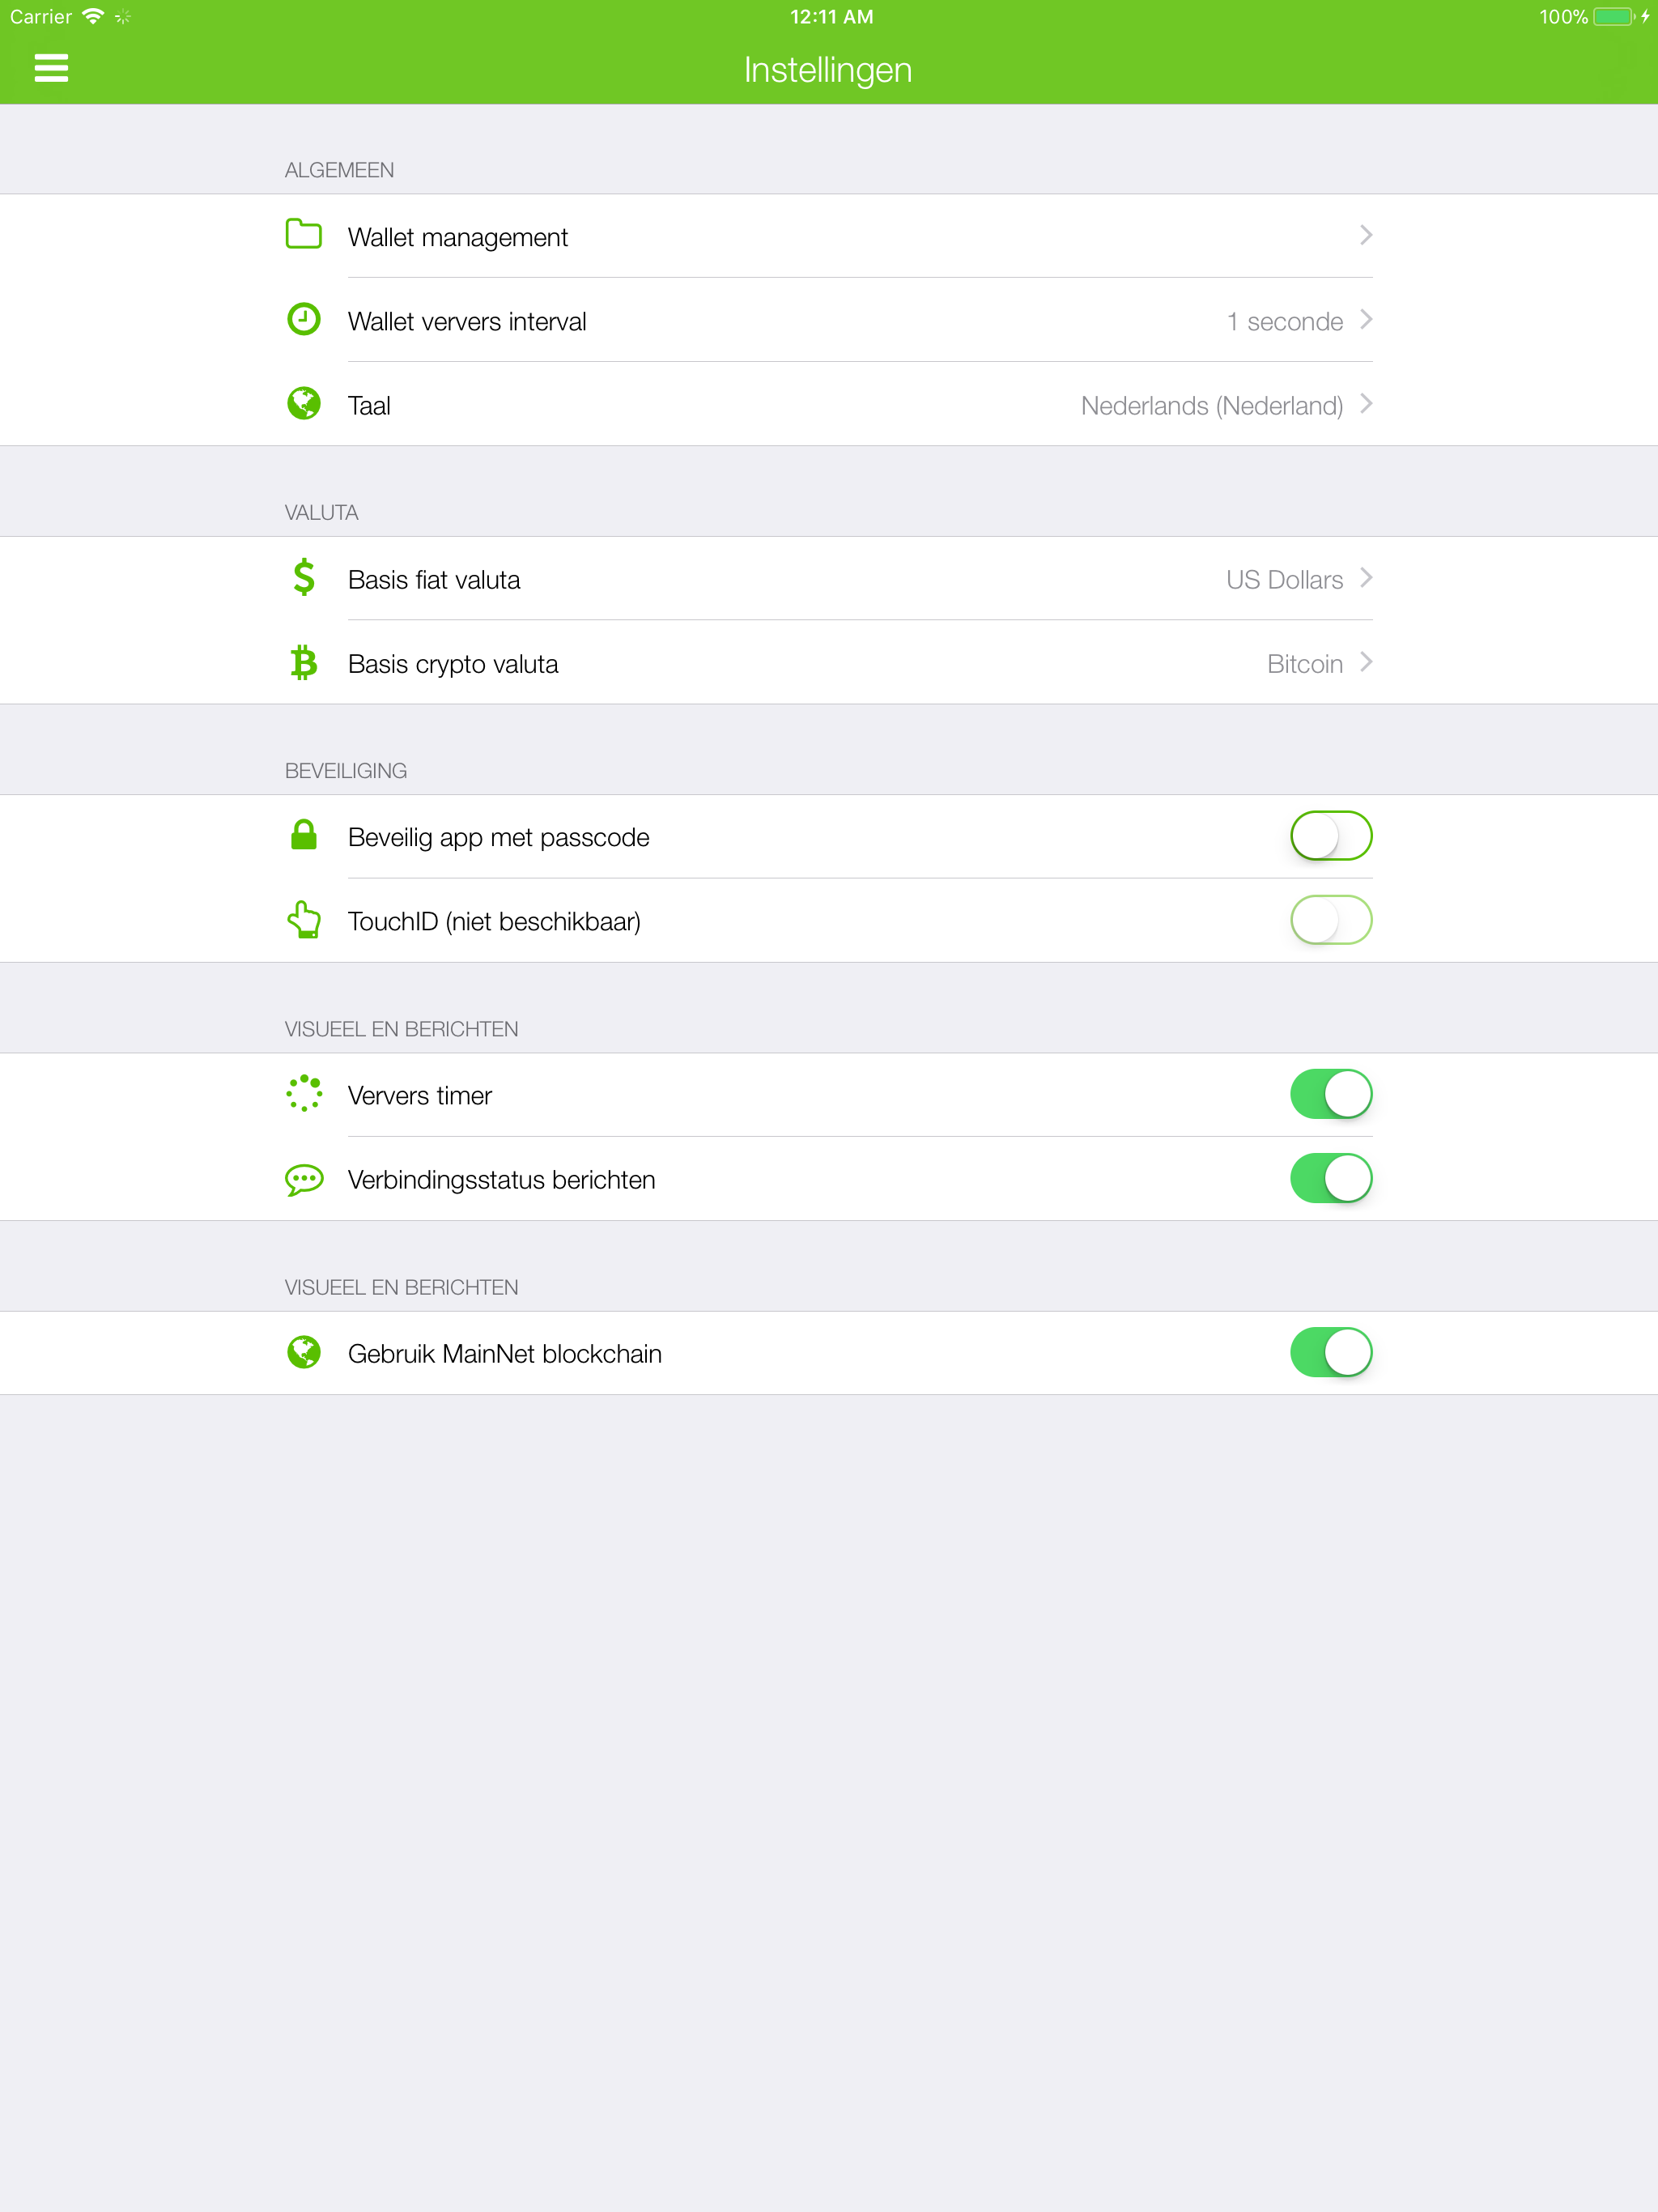 Carrier 12:11 AM 100%
Instellingen
ALGEMEEN
Wallet management
Wallet ververs interval 1 seconde
Taal Nederlands (Nederland)
VALUTA
Basis fiat valuta US Dollars
Basis crypto valuta Bitcoin
BEVEILIGING
Beveilig app met passcode
TouchID (niet beschikbaar)
VISUEEL EN BERICHTEN
Ververs timer
Verbindingsstatus berichten
VISUEEL EN BERICHTEN
Gebruik MainNet blockchain